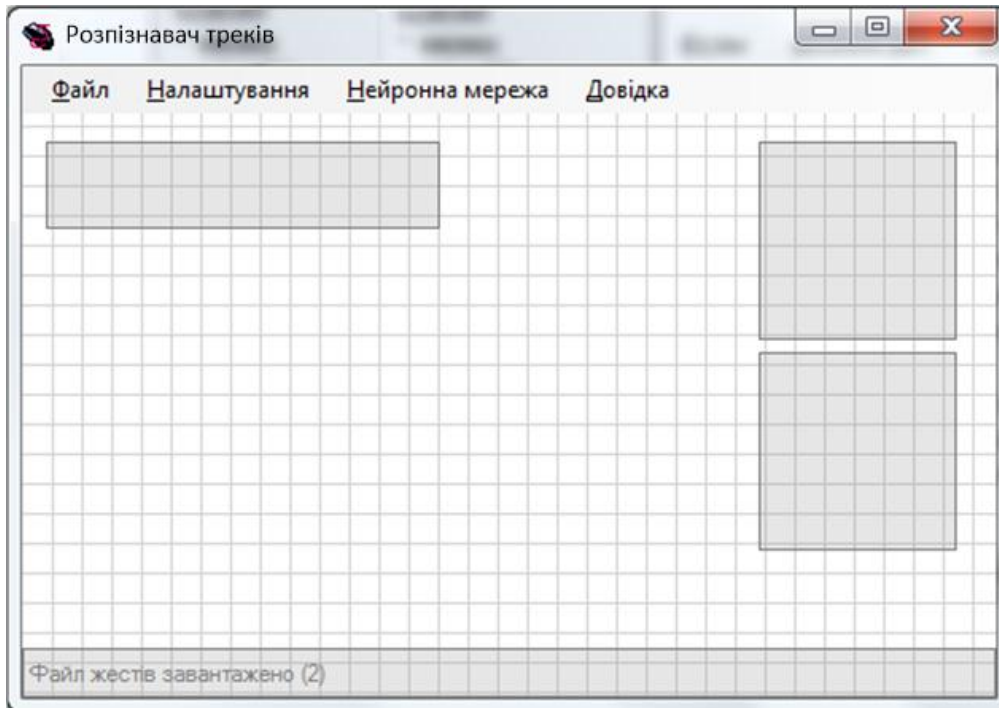 Розпізнавач треків
Файл Налаштування Нейронна мережа Довідка
Файл жестів завантажено (2)